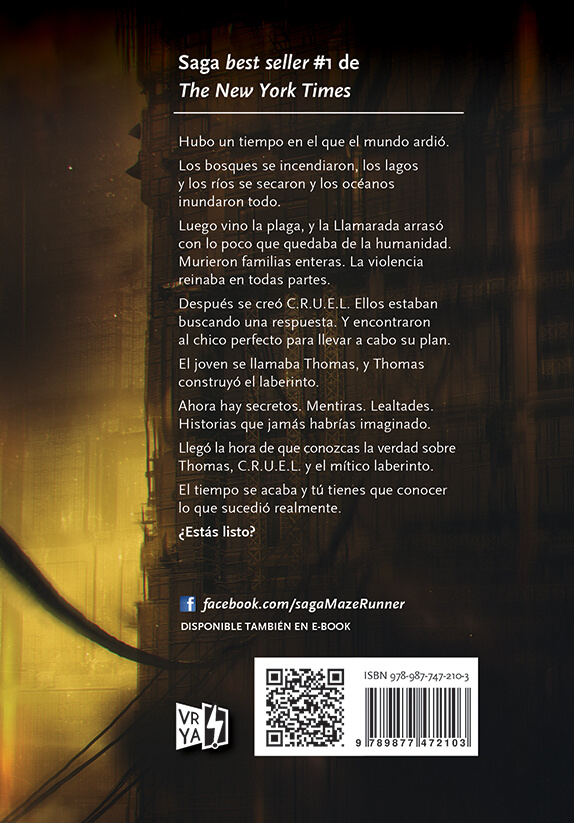 Saga best seller #1 de
The New York Times
Hubo un tiempo en el que el mundo ardió.
Los bosques se incendiaron, los lagos
y los ríos se secaron y los océanos
inundaron todo.
Luego vino la plaga, y la Llamarada arrasó
con lo poco que quedaba de la humanidad.
Murieron familias enteras. La violencia
reinaba en todas partes.
Después se creó C.R.U.E.L. Ellos estaban
buscando una respuesta. Y encontraron
al chico perfecto para llevar a cabo su plan.
El joven se llamaba Thomas, y Thomas
construyó el laberinto.
Ahora hay secretos. Mentiras. Lealtades.
Historias que jamás habrías imaginado.
Llegó la hora de que conozcas la verdad sobre
Thomas, C.R.U.E.L. y el mítico laberinto.
El tiempo se acaba y tú tienes que conocer
lo que sucedió realmente.
¿Estás listo?
f facebook.com/sagaMazeRunner
DISPONIBLE TAMBIÉN EN E-BOOK
VR
YA
ISBN 978-987-747-210-3
9 789877 472103